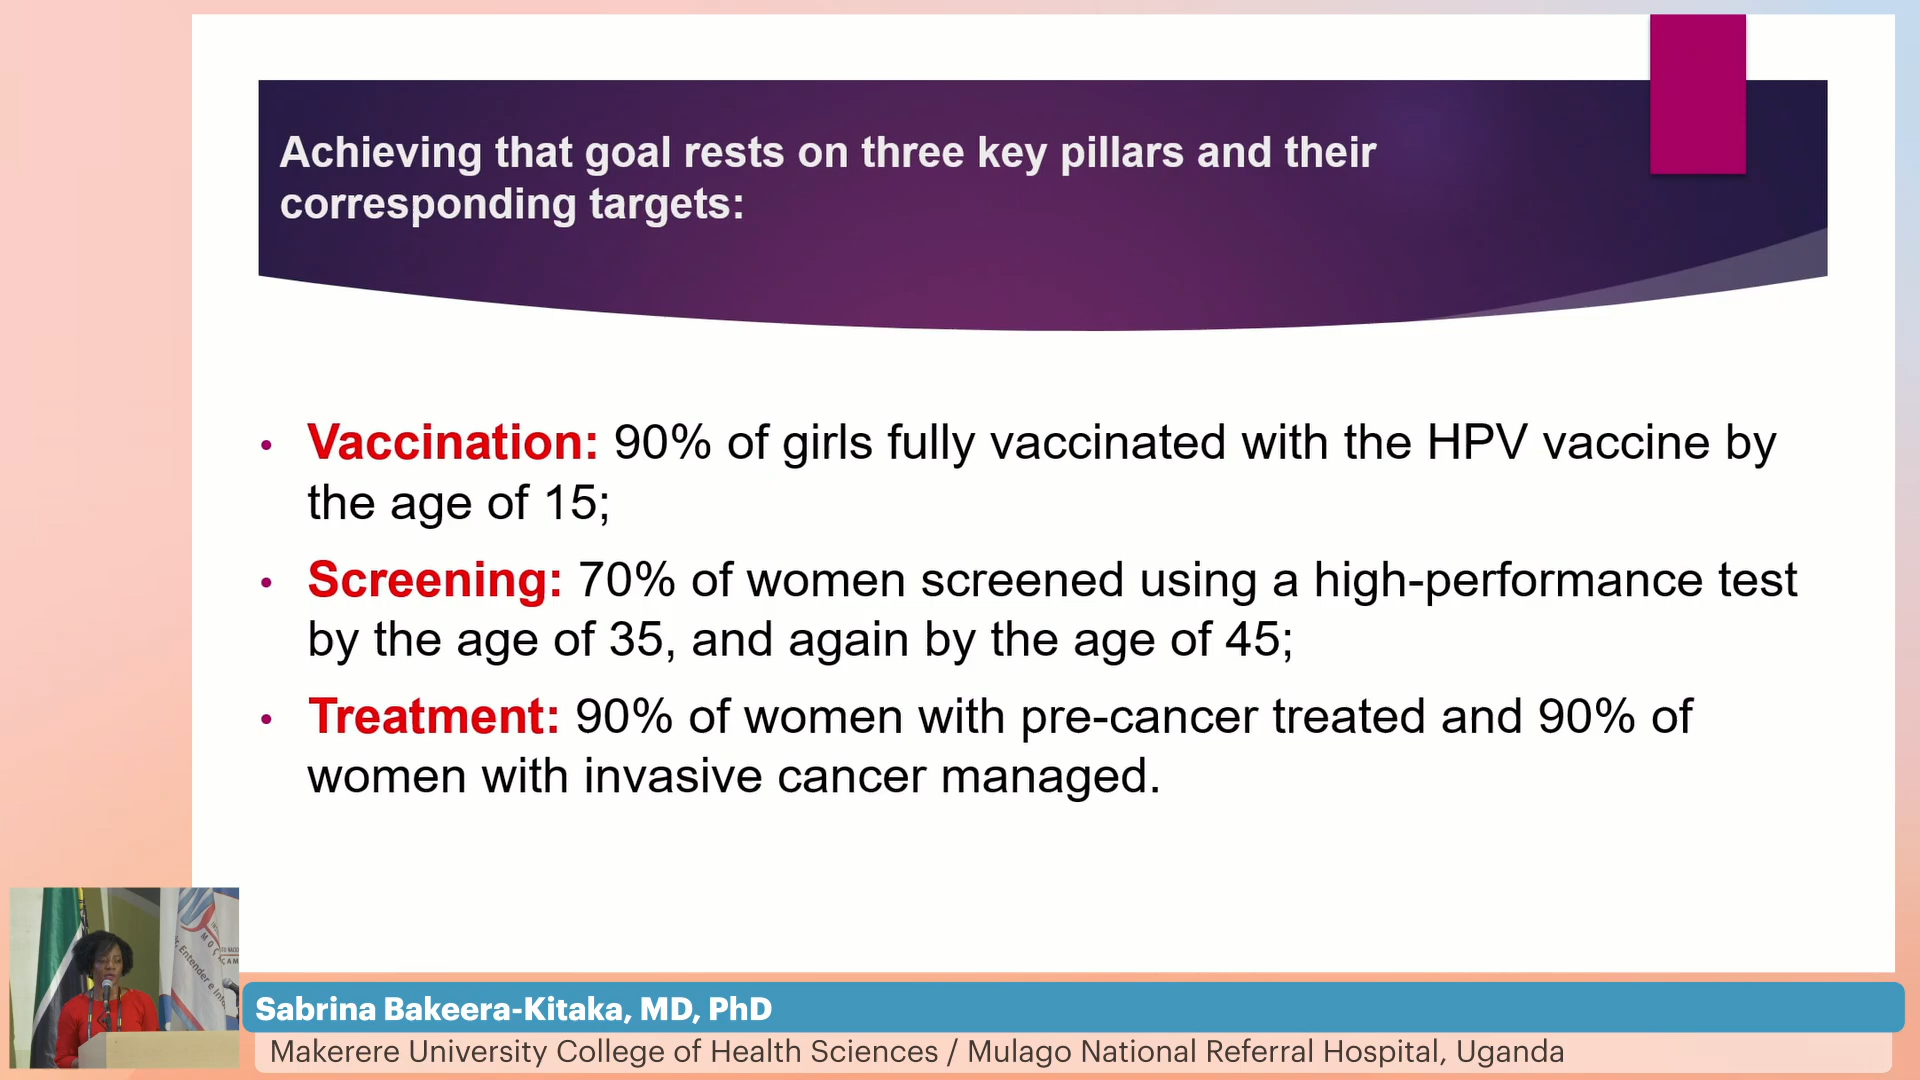 Achieving that goal rests on three key pillars and their
corresponding targets:
• Vaccination: 90% of girls fully vaccinated with the HPV vaccine by
the age of 15;
• Screening: 70% of women screened using a high-performance test
by the age of 35, and again by the age of 45;
• Treatment: 90% of women with pre-cancer treated and 90% of
women with invasive cancer managed.
Sabrina Bakeera-Kitaka, MD, PhD
Makerere University College of Health Sciences / Mulago National Referral Hospital, Uganda